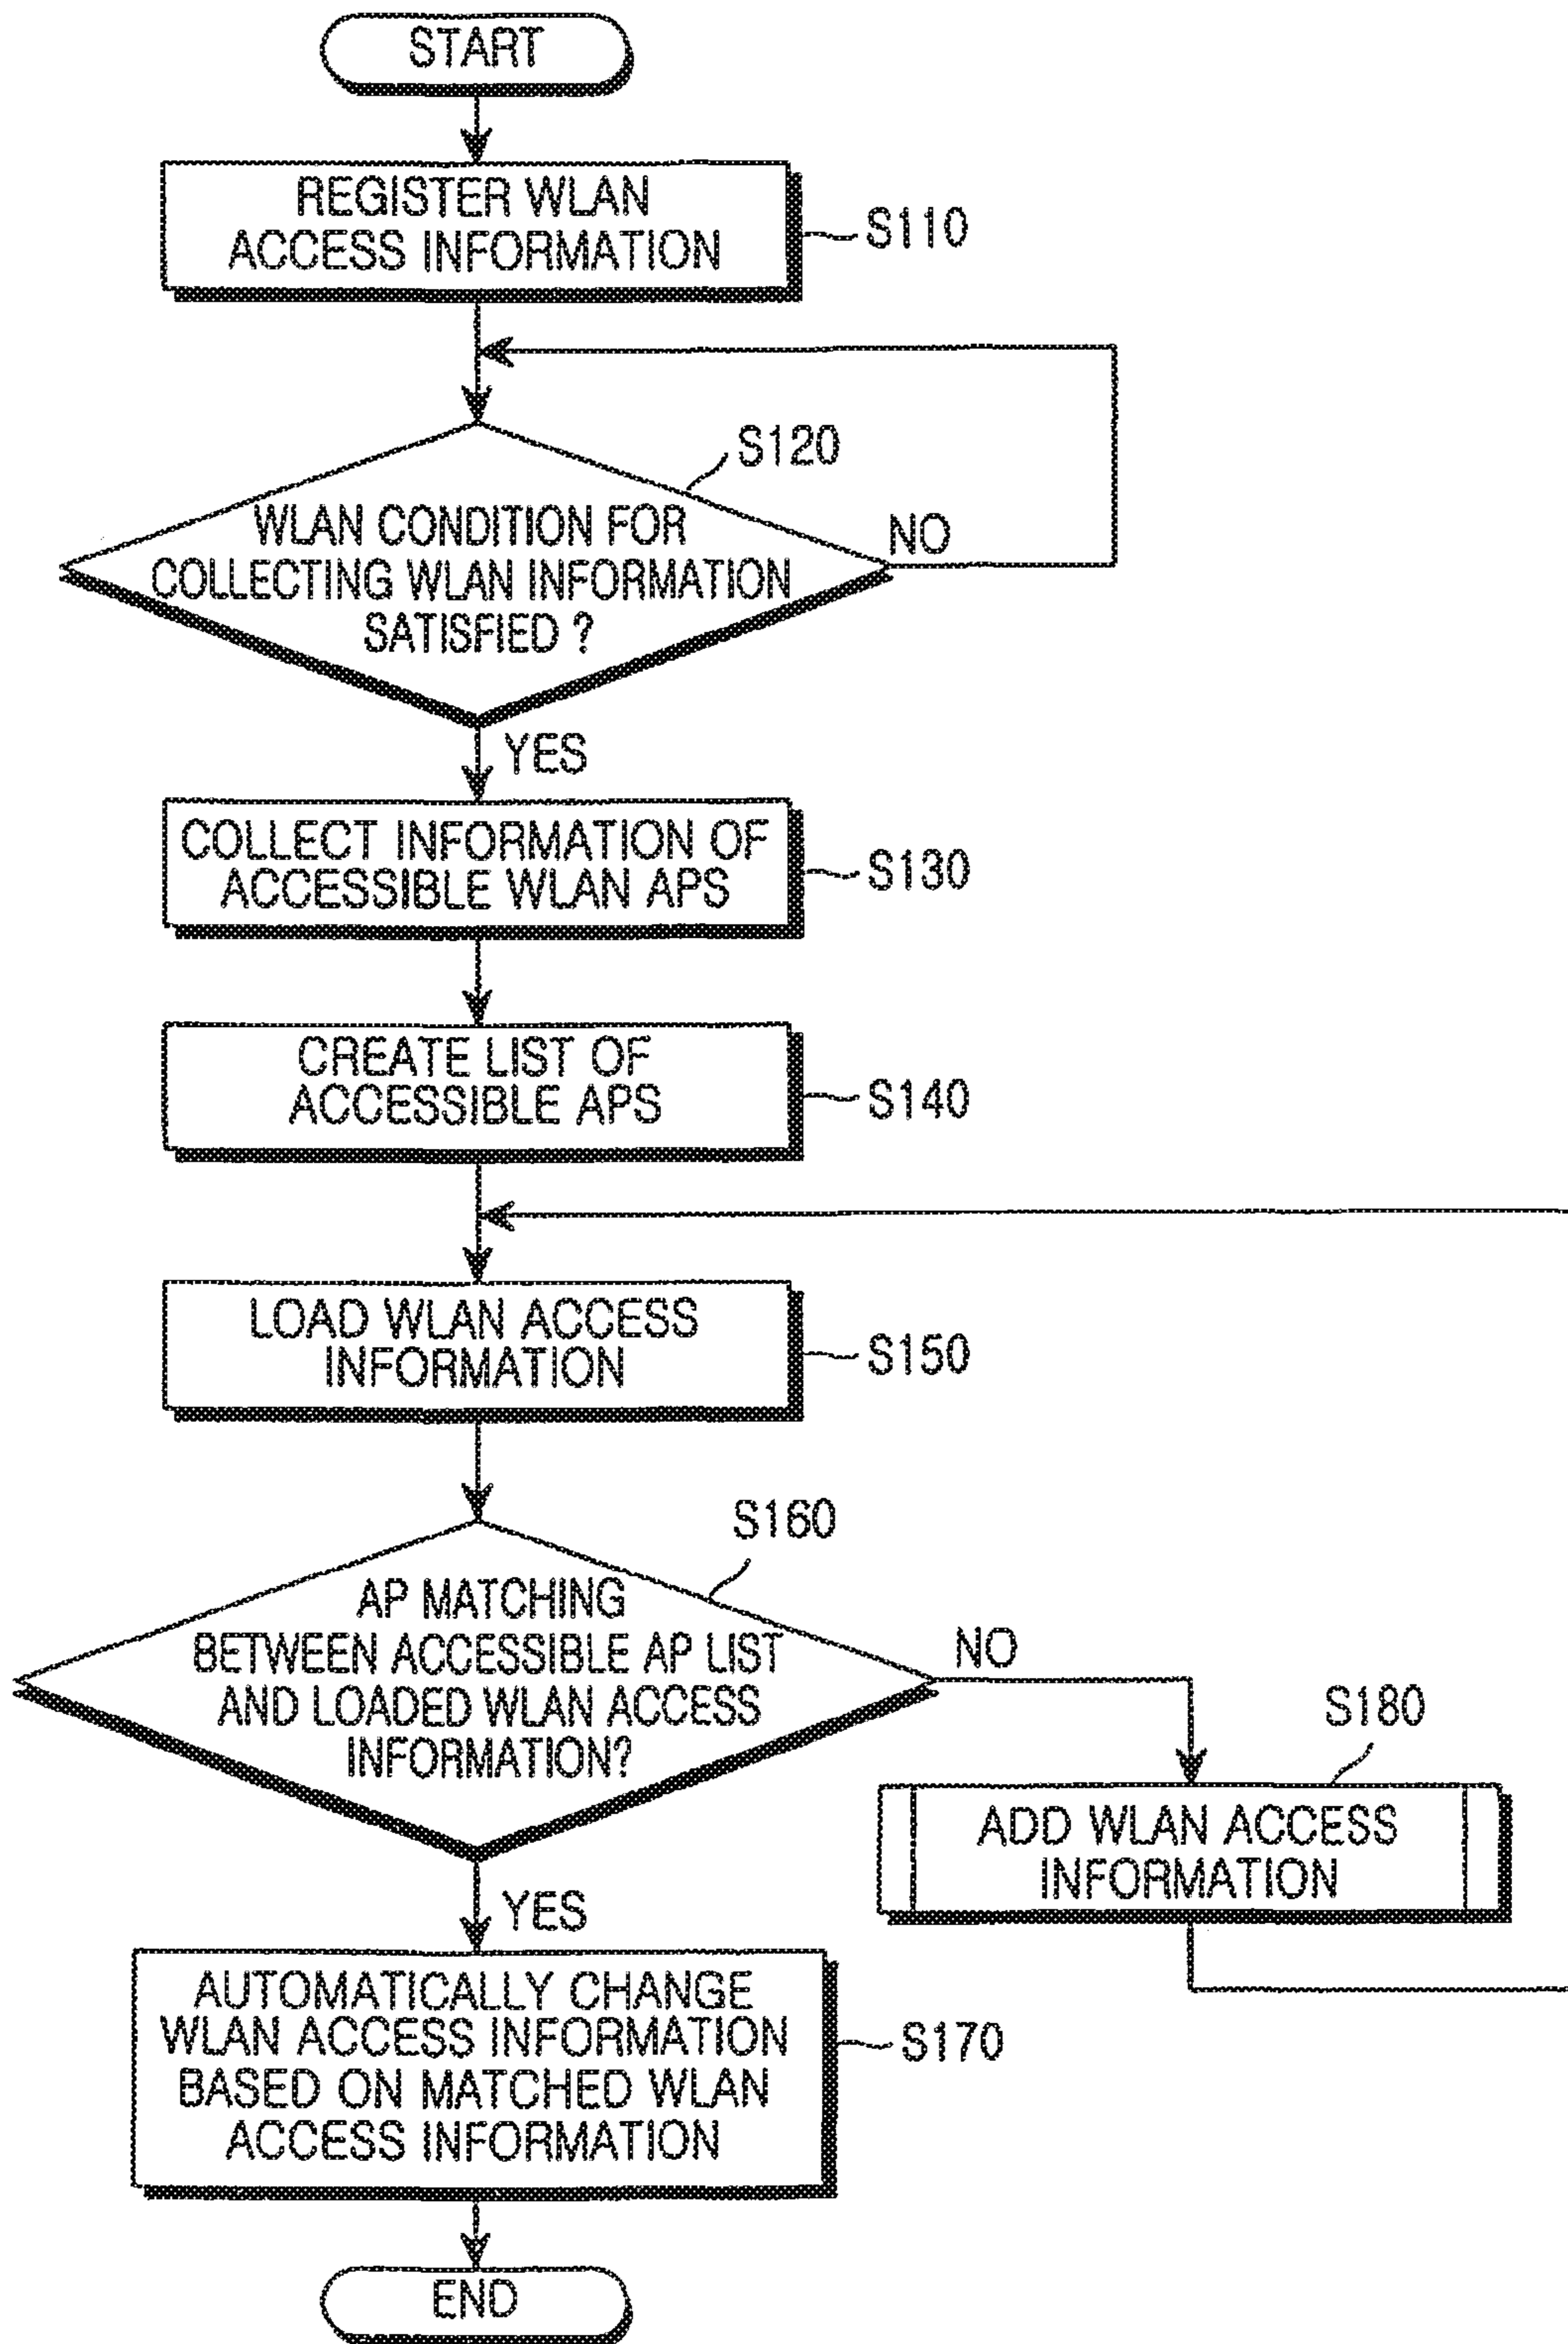 START
REGISTER WLAN
ACCESS INFORMATION
S110
S120
WLAN CONDITION FOR
COLLECTING WLAN INFORMATION
SATISFIED ?
NO
YES
COLLECT INFORMATION OF
ACCESSIBLE WLAN APS
S130
CREATE LIST OF
ACCESSIBLE APS
S140
LOAD WLAN ACCESS
INFORMATION
S150
S160
AP MATCHING
BETWEEN ACCESSIBLE AP LIST
AND LOADED WLAN ACCESS
INFORMATION?
NO
S180
ADD WLAN ACCESS
INFORMATION
YES
AUTOMATICALLY CHANGE
WLAN ACCESS INFORMATION
BASED ON MATCHED WLAN
ACCESS INFORMATION
S170
END